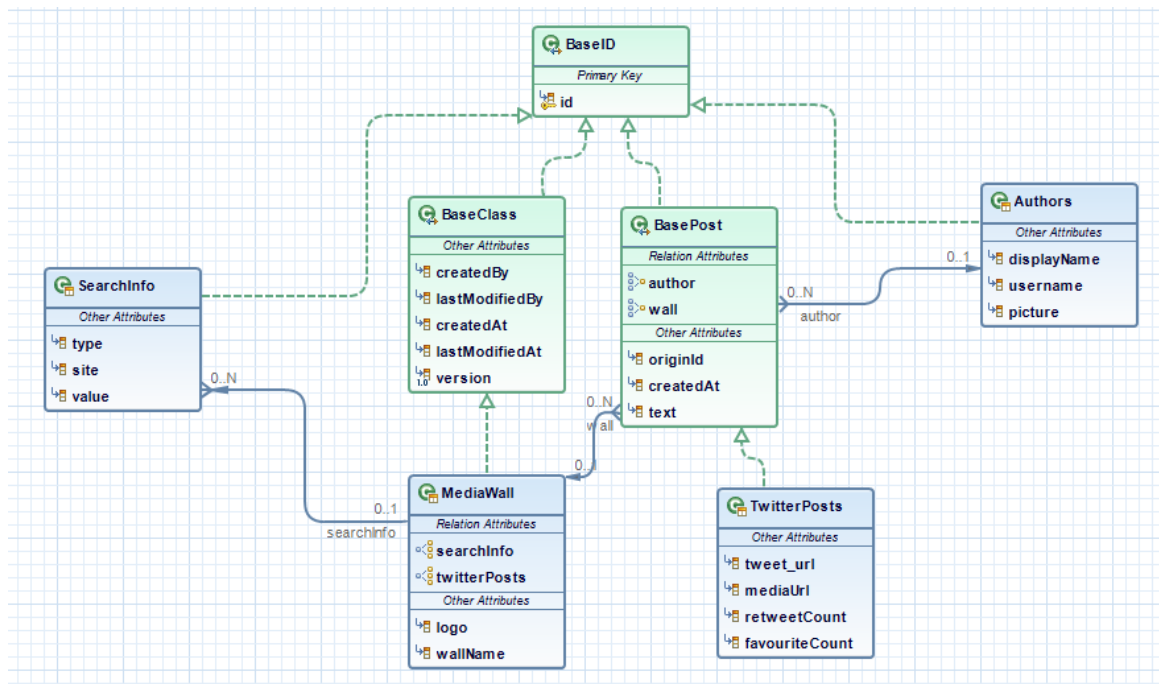 BaseID
Primary Key
id
BaseClass
Other Attributes
createdBy
lastModifiedBy
createdAt
lastModifiedAt
version
1.0
BasePost
Relation Attributes
author
wall
Other Attributes
originId
createdAt
text
Authors
Other Attributes
displayName
username
picture
0..1
0..N
author
SearchInfo
Other Attributes
type
site
value
0..N
0..N
wall
0..1
0..1
searchInfo
MediaWall
Relation Attributes
searchInfo
twitterPosts
Other Attributes
logo
wallName
TwitterPosts
Other Attributes
tweet_url
mediaUrl
retweetCount
favouriteCount